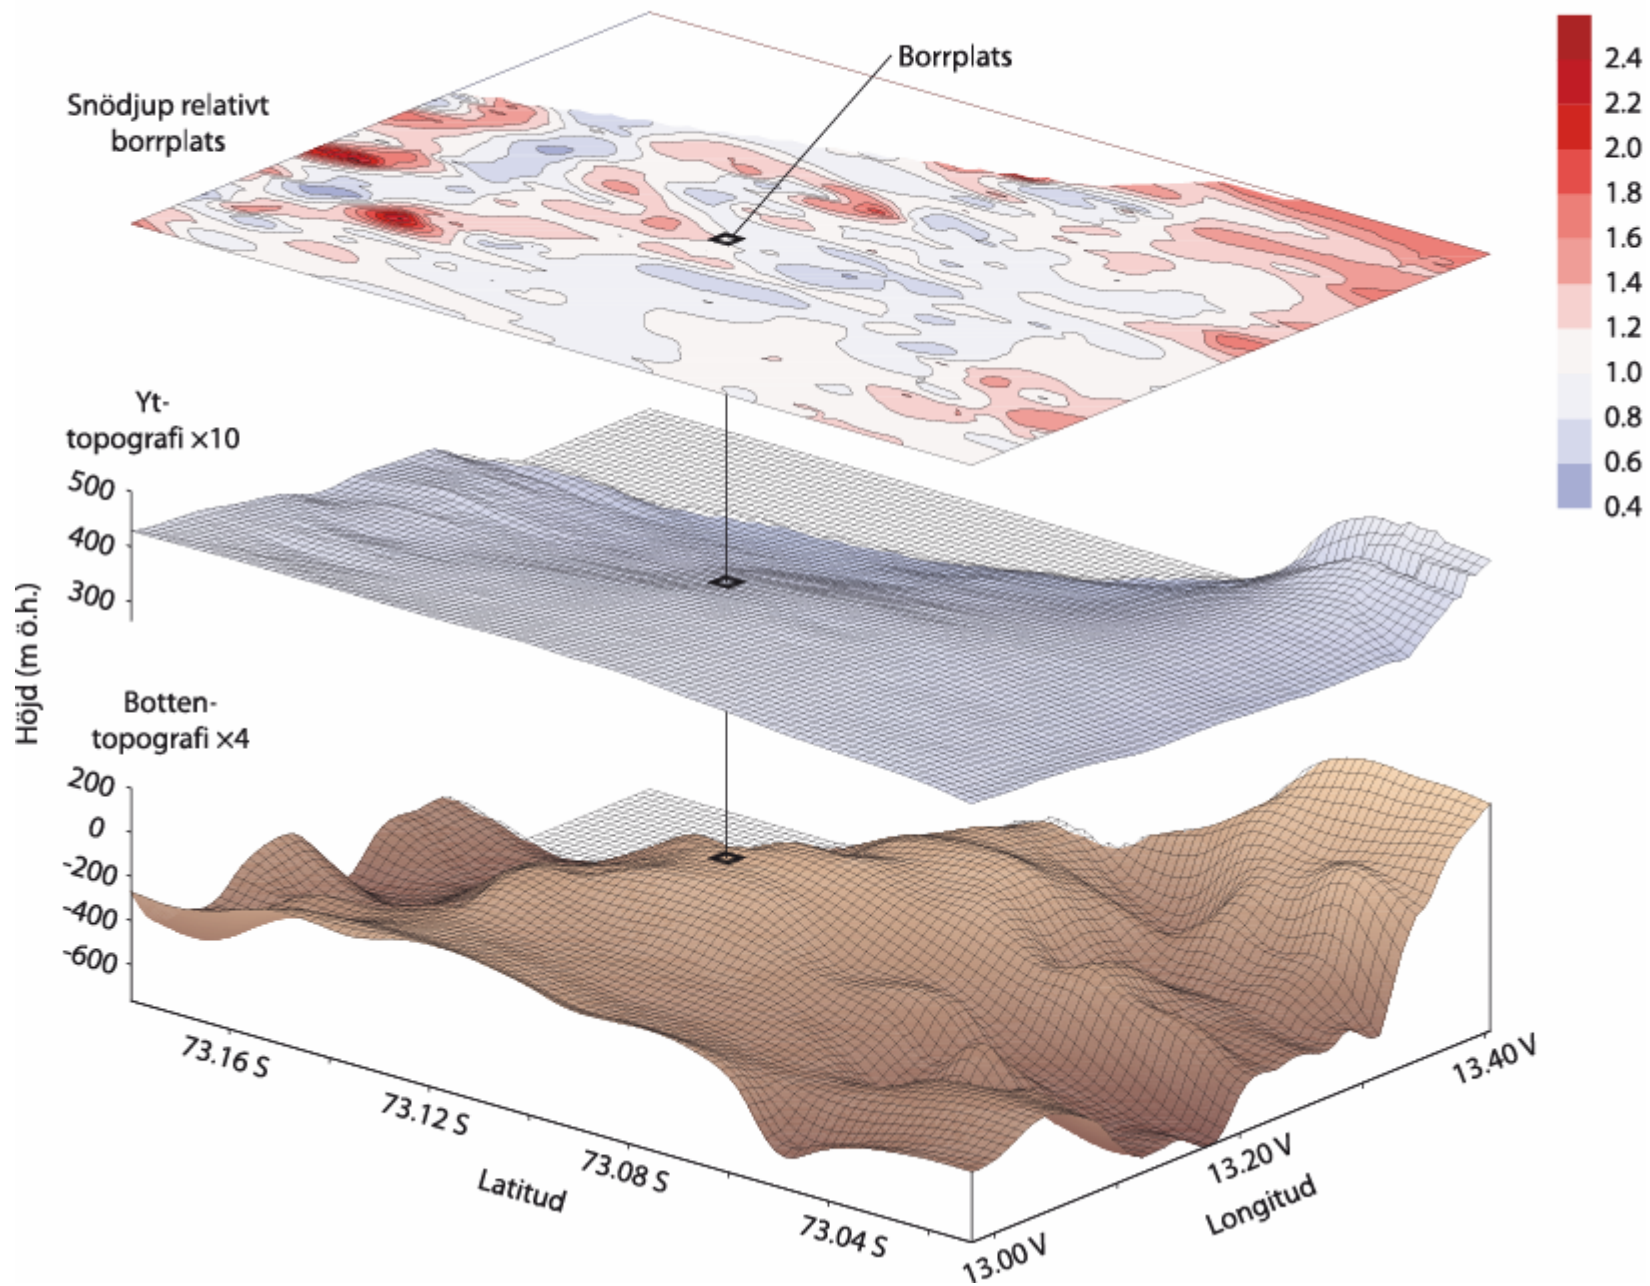 Borrplats
Snödjup relativt
borrplats
2.4
2.2
2.0
1.8
1.6
1.4
1.2
1.0
0.8
0.6
0.4
Yt-
topografi ×10
500
400
300
Höjd (m ö.h.)
Botten-
topografi ×4
200
0
-200
-400
-600
73.16 S
73.12 S
73.08 S
73.04 S
Latitud
13.00 V
13.20 V
13.40 V
Longitud